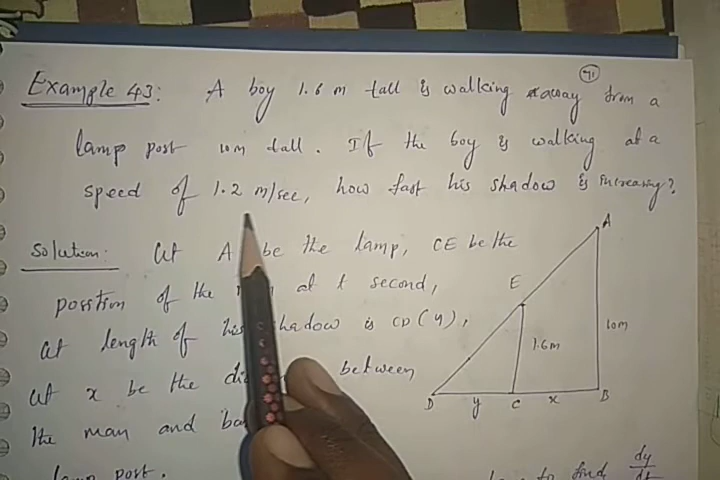 71
Example 43: A boy 1.6 m tall is walking away from a
lamp post 10m tall. If the boy is walking at a
speed of 1.2 m/sec, how fast his shadow is increasing?
Solution: Let A be the lamp, CE be the
position of the at t second,
Let length of his shadow is CD (y),
Let x be the between
the man and
lamp post.
to find dy/dt
A
E
10m
1.6m
D y C x B